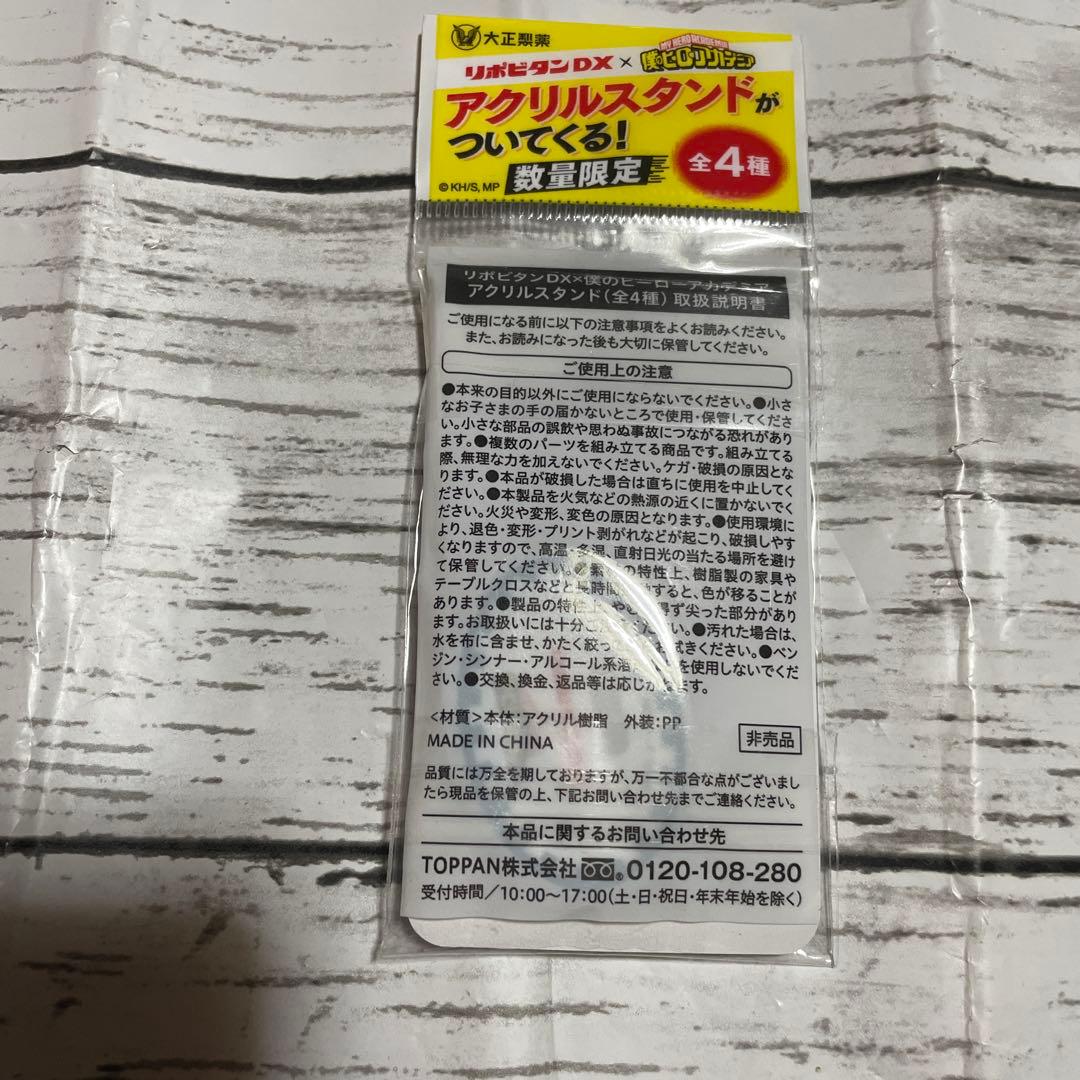 大正製薬
リポビタンDX × MY HERO ACADEMIA 僕のヒーローアカデミア
アクリルスタンドが
ついてくる!
数量限定
全4種
©KH/S, MP
リポビタンDX×僕のヒーローアカデミア
アクリルスタンド(全4種)取扱説明書
ご使用になる前に以下の注意事項をよくお読みください。
また、お読みになった後も大切に保管してください。
ご使用上の注意
●本来の目的以外にご使用にならないでください。●小さ
なお子さまの手の届かないところで使用・保管してくださ
い。小さな部品の誤飲や思わぬ事故につながる恐れがあり
ます。●複数のパーツを組み立てる商品です。組み立てる
際、無理な力を加えないでください。ケガ・破損の原因とな
ります。●本品が破損した場合は直ちに使用を中止してく
ださい。●本製品を火気などの熱源の近くに置かないでく
ださい。火災や変形、変色の原因となります。●使用環境に
より、退色・変形・プリント剥がれなどが起こり、破損しやす
くなりますので、高温・多湿、直射日光の当たる場所を避け
て保管してください。●の特性上、樹脂製の家具や
テーブルクロスなどと長時間すると、色が移ることが
あります。●製品の特性上、やむを得ず尖った部分があり
ます。お取扱いには十分ご ください。●汚れた場合は、
水を布に含ませ、かたく絞って お拭きください。●ベン
ジン・シンナー・アルコール系溶 を使用しないでくだ
さい。●交換、換金、返品等は応じかねます。
<材質>本体:アクリル樹脂 外装:PP
MADE IN CHINA
非売品
品質には万全を期しておりますが、万一不都合な点がございまし
たら現品を保管の上、下記お問い合わせ先までご連絡ください。
本品に関するお問い合わせ先
TOPPAN株式会社 0120-108-280
受付時間/10:00〜17:00(土・日・祝日・年末年始を除く)